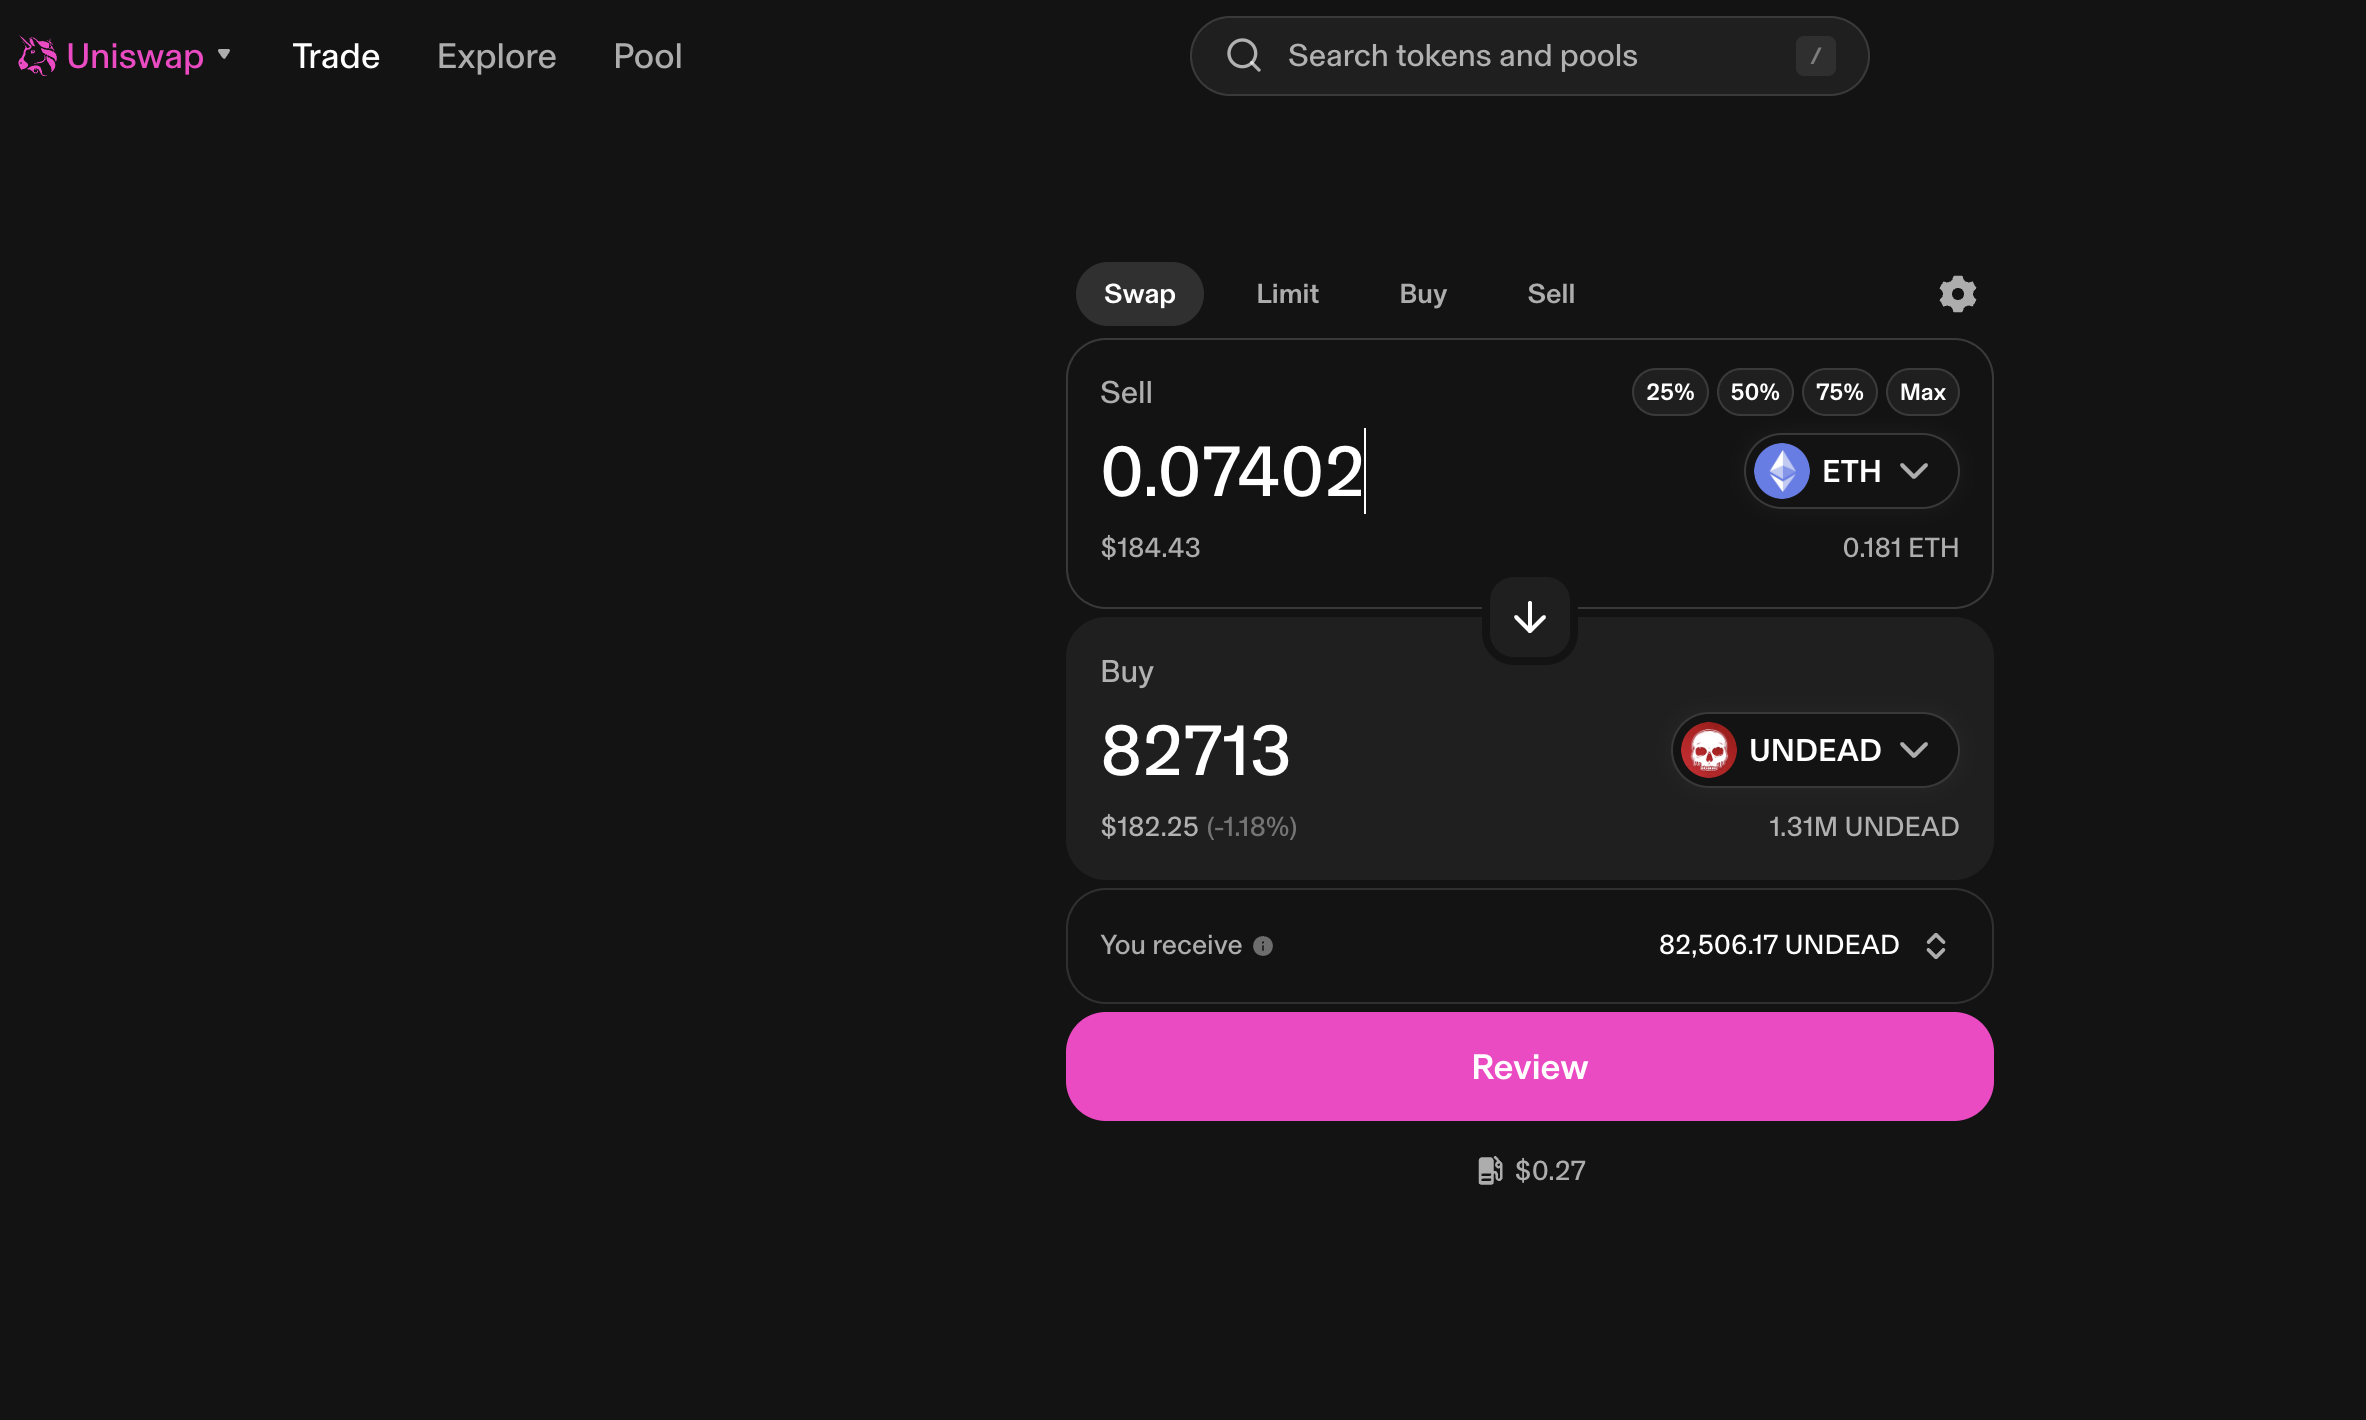 Uniswap Trade Explore Pool Search tokens and pools /
Swap Limit Buy Sell
Sell 25% 50% 75% Max
0.07402 ETH
$184.43 0.181 ETH
Buy
82713 UNDEAD
$182.25 (-1.18%) 1.31M UNDEAD
You receive 82,506.17 UNDEAD
Review
$0.27